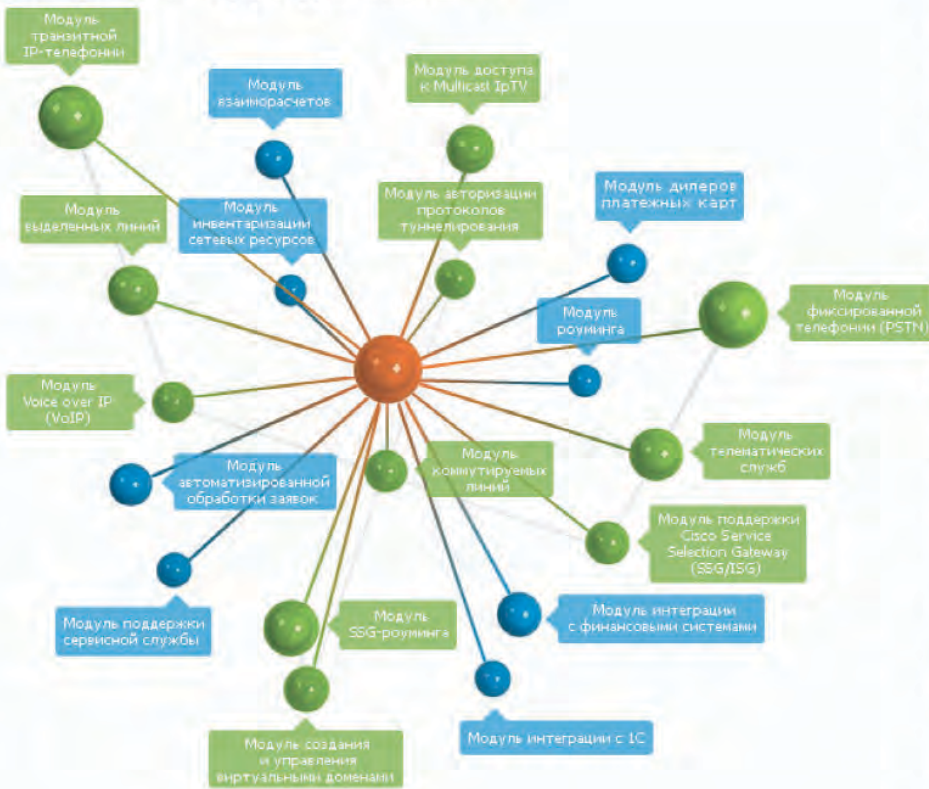 Модуль
транзитной
IP-телефонии
Модуль
взаиморасчетов
Модуль доступа
к Multicast IpTV
Модуль
выделенных линий
Модуль
инвентаризации
сетевых ресурсов
Модуль авторизации
протоколов
туннелирования
Модуль дилеров
платежных карт
Модуль
роуминга
Модуль
фиксированной
телефонии (PSTN)
Модуль
Voice over IP
(VoIP)
Модуль
автоматизированной
обработки заявок
Модуль
коммутируемых
линий
Модуль
телематических
служб
Модуль поддержки
Cisco Service
Selection Gateway
(SSG/ISG)
Модуль поддержки
сервисной службы
Модуль
SSG-роуминга
Модуль интеграции
с финансовыми системами
Модуль создания
и управления
виртуальными доменами
Модуль интеграции с 1С